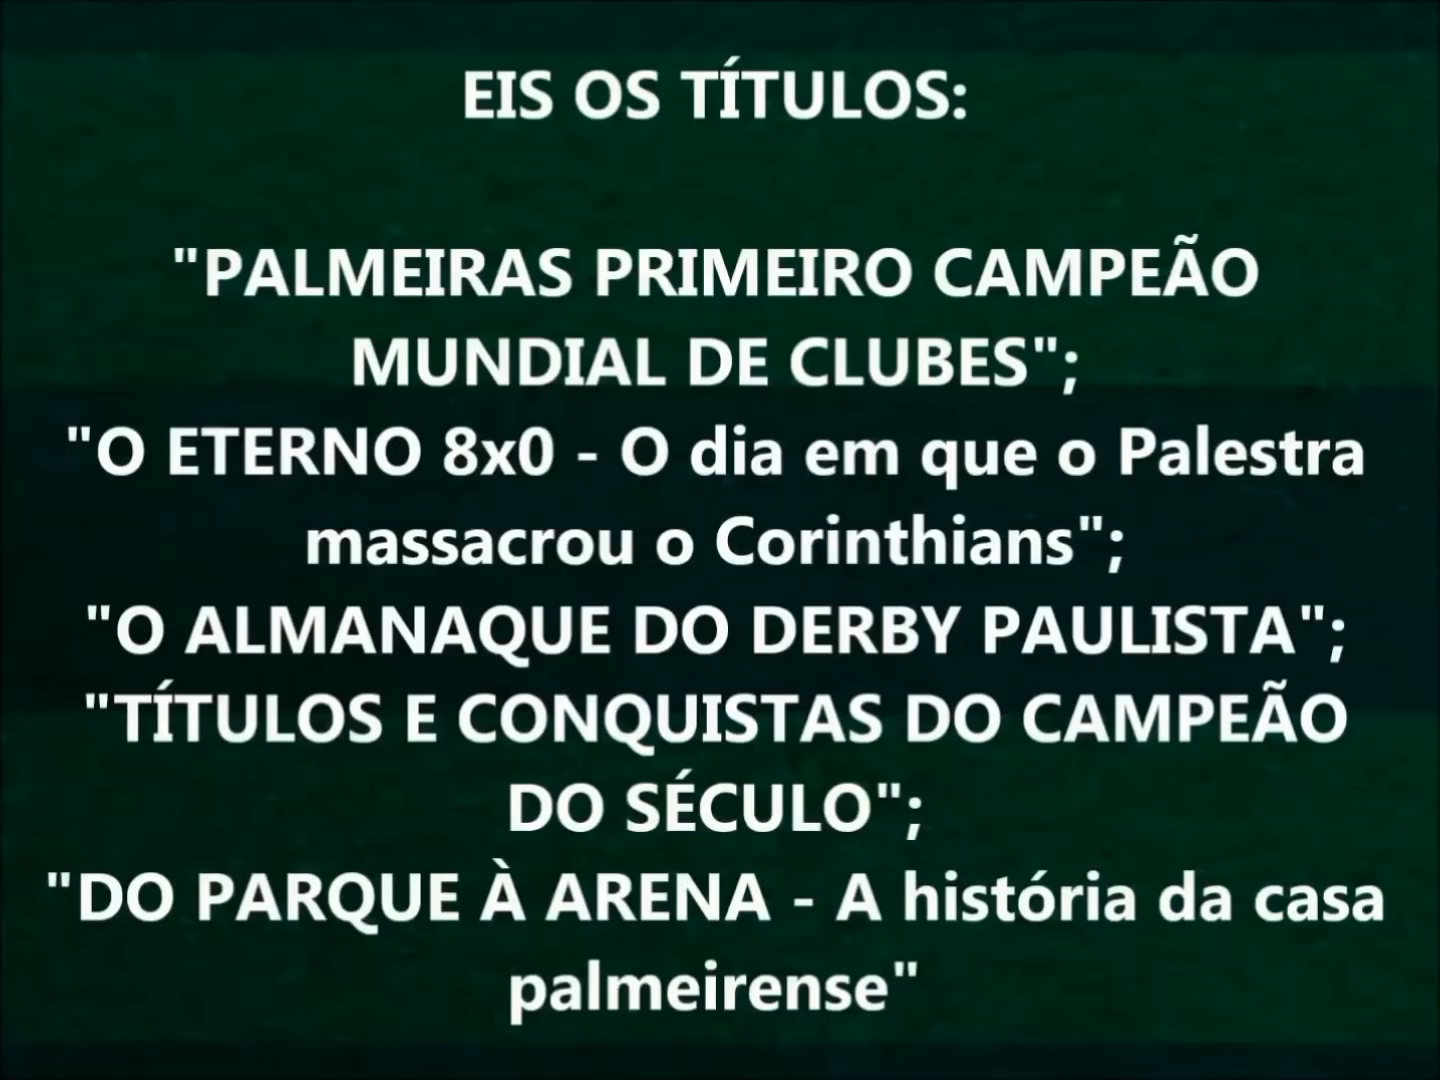 EIS OS TÍTULOS:
"PALMEIRAS PRIMEIRO CAMPEÃO
MUNDIAL DE CLUBES";
"O ETERNO 8x0 - O dia em que o Palestra
massacrou o Corinthians";
"O ALMANAQUE DO DERBY PAULISTA";
"TÍTULOS E CONQUISTAS DO CAMPEÃO
DO SÉCULO";
"DO PARQUE À ARENA - A história da casa
palmeirense"